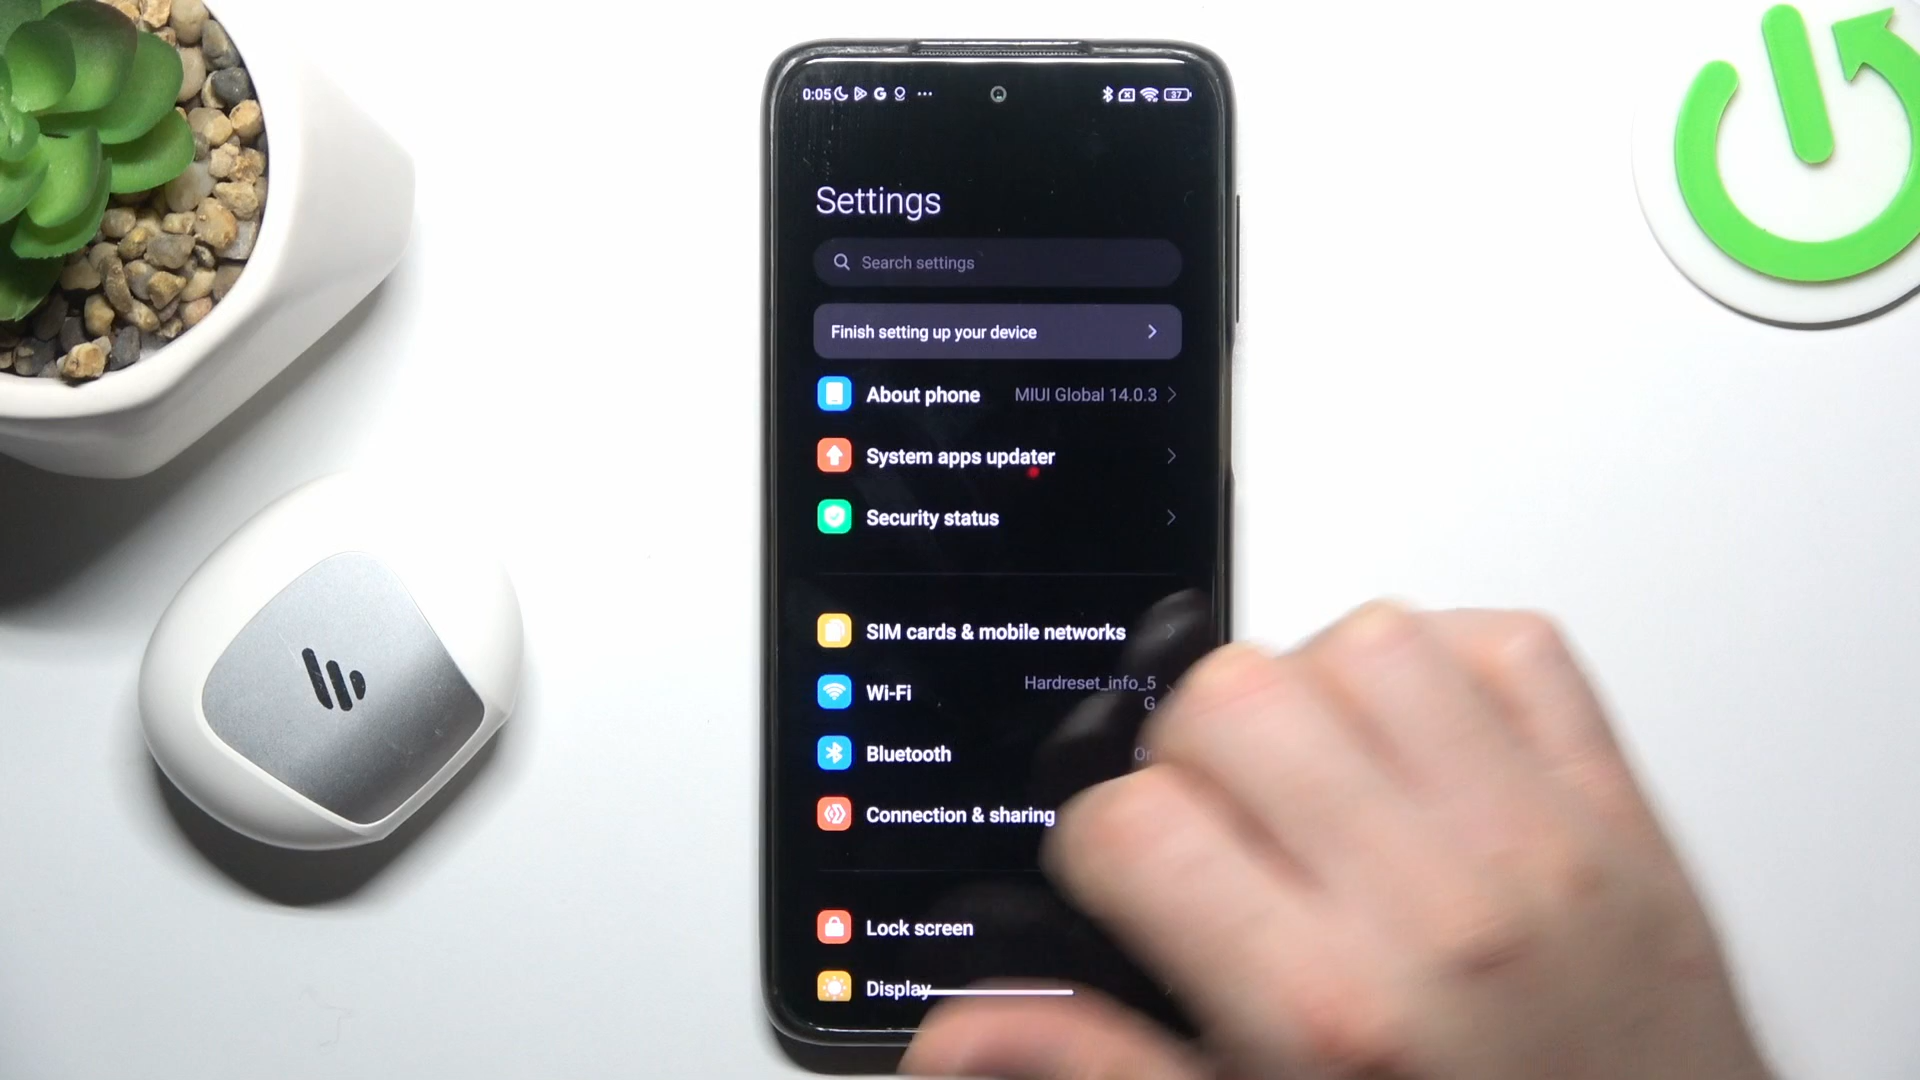 0:05
37
Settings
Search settings
Finish setting up your device
About phone MIUI Global 14.0.3
System apps updater
Security status
SIM cards & mobile networks
Wi-Fi Hardreset_info_5
G
Bluetooth
Connection & sharing
Lock screen
Display